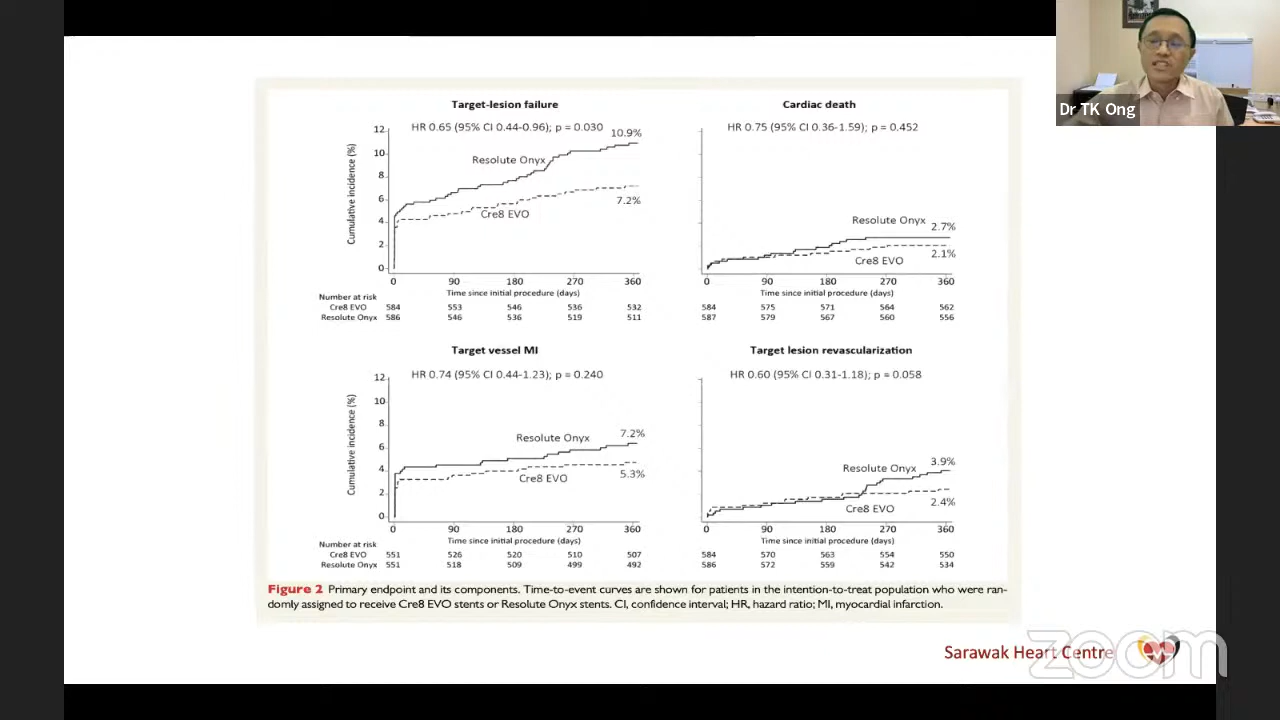 Dr TK Ong
Target-lesion failure
HR 0.65 (95% CI 0.44-0.96); p = 0.030
10.9%
Resolute Onyx
Cre8 EVO
7.2%
Cumulative incidence (%)
12
10
8
6
4
2
0
0 90 180 270 360
Time since initial procedure (days)
Number at risk
Cre8 EVO 584 553 546 536 532
Resolute Onyx 586 546 536 519 511
Cardiac death
HR 0.75 (95% CI 0.36-1.59); p = 0.452
Resolute Onyx 2.7%
2.1%
Cre8 EVO
0 90 180 270 360
Time since initial procedure (days)
584 575 571 564 562
587 579 567 560 556
Target vessel MI
HR 0.74 (95% CI 0.44-1.23); p = 0.240
Resolute Onyx 7.2%
Cre8 EVO 5.3%
Cumulative incidence (%)
12
10
8
6
4
2
0
0 90 180 270 360
Time since initial procedure (days)
Number at risk
Cre8 EVO 551 526 520 510 507
Resolute Onyx 551 518 509 499 492
Target lesion revascularization
HR 0.60 (95% CI 0.31-1.18); p = 0.058
Resolute Onyx 3.9%
2.4%
Cre8 EVO
0 90 180 270 360
Time since initial procedure (days)
584 570 563 554 550
586 572 559 542 534
Figure 2 Primary endpoint and its components. Time-to-event curves are shown for patients in the intention-to-treat population who were ran-
domly assigned to receive Cre8 EVO stents or Resolute Onyx stents. CI, confidence interval; HR, hazard ratio; MI, myocardial infarction.
Sarawak Heart Centre
zoom